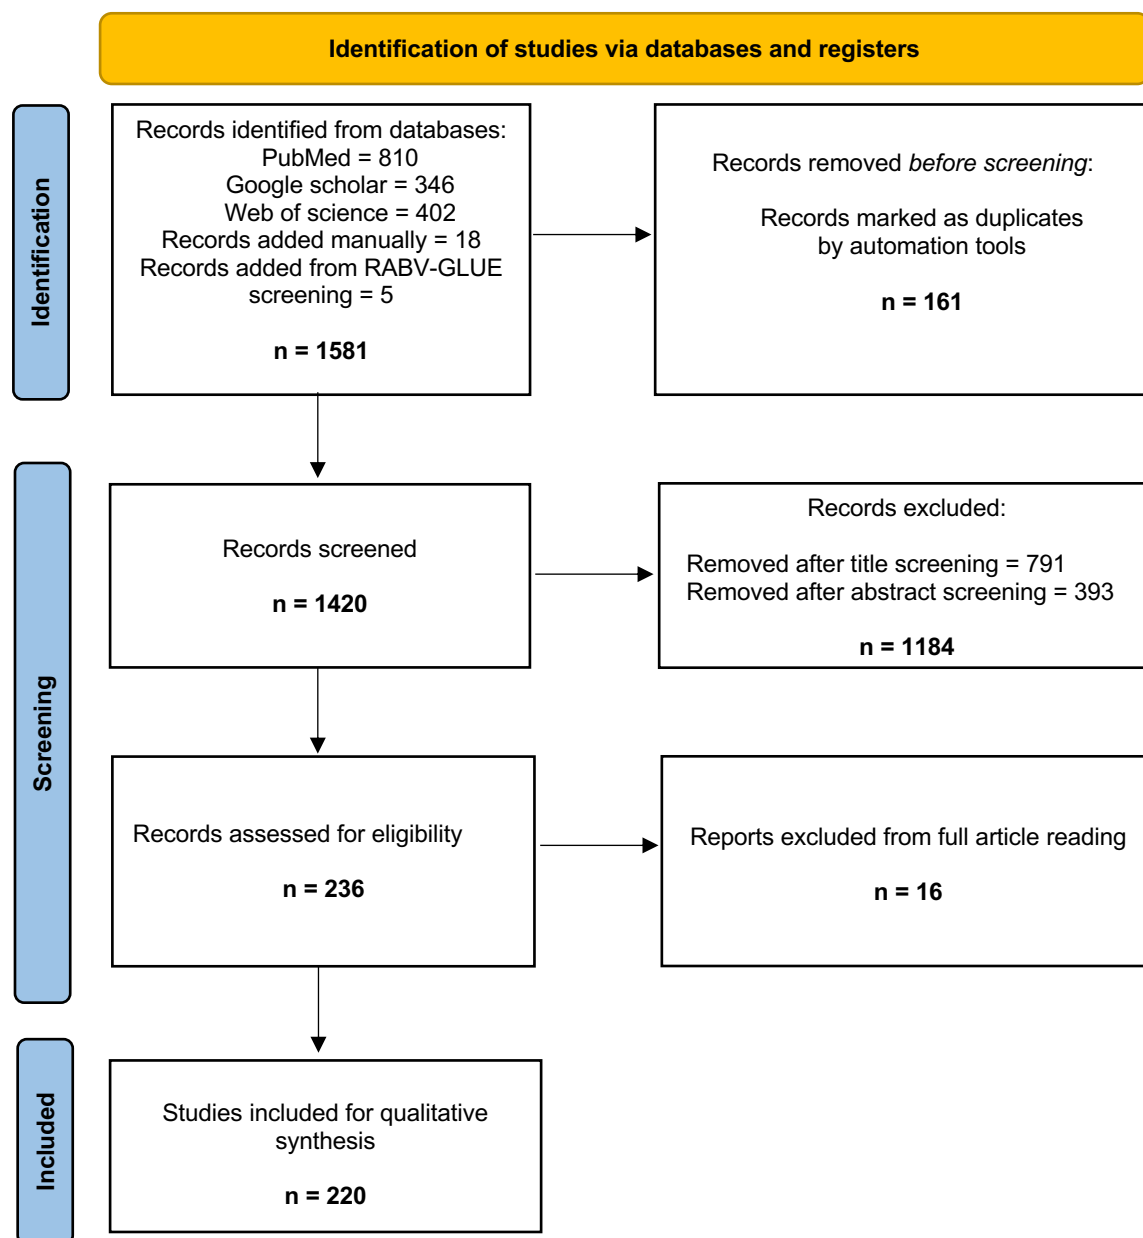 Identification of studies via databases and registers
Identification
Records identified from databases:
PubMed = 810
Google scholar = 346
Web of science = 402
Records added manually = 18
Records added from RABV-GLUE
screening = 5
n = 1581
Records removed before screening:
Records marked as duplicates
by automation tools
n = 161
Screening
Records screened
n = 1420
Records excluded:
Removed after title screening = 791
Removed after abstract screening = 393
n = 1184
Records assessed for eligibility
n = 236
Reports excluded from full article reading
n = 16
Included
Studies included for qualitative
synthesis
n = 220